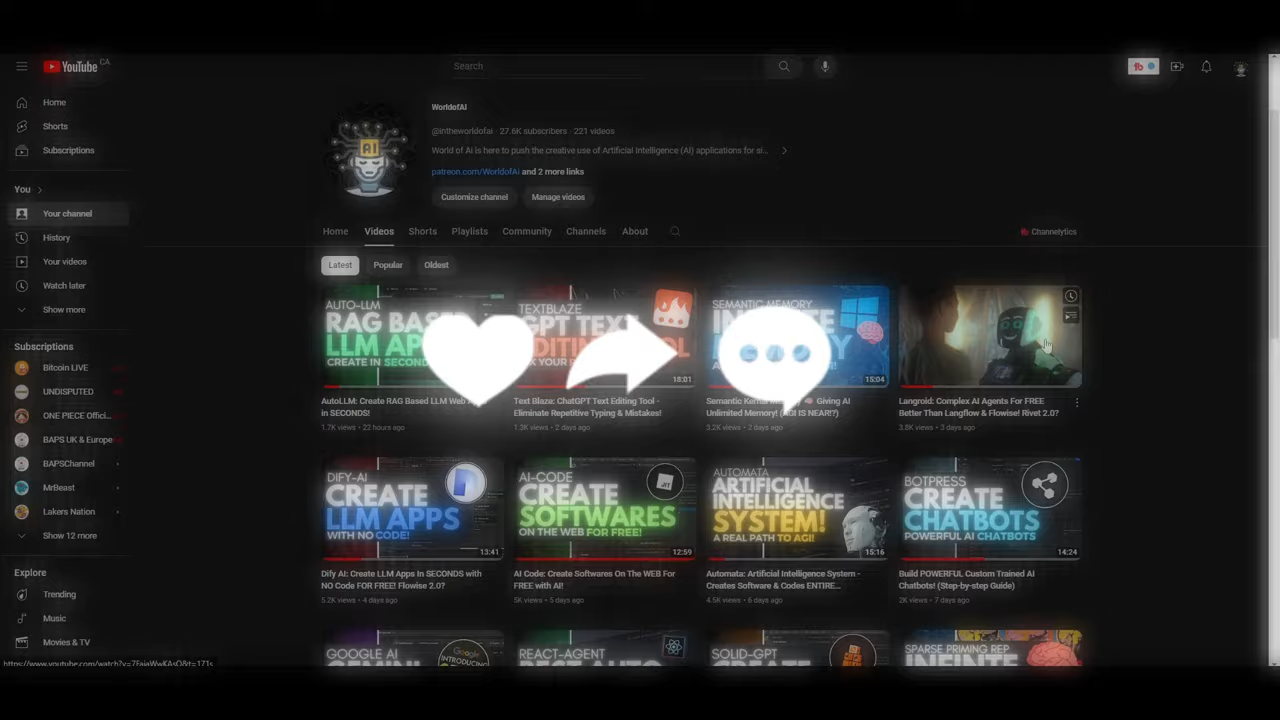 YouTube CA
Search
Home
Shorts
Subscriptions
You
Your channel
History
Your videos
Watch later
Show more
Subscriptions
Bitcoin LIVE
UNDISPUTED
ONE PIECE Offici...
BAPS UK & Europe
BAPSChannel
MrBeast
Lakers Nation
Show 12 more
Explore
Trending
Music
Movies & TV
WorldofAI
@intheworldofai 27.6K subscribers · 221 videos
World of Ai is here to push the creative use of Artificial Intelligence (AI) applications for si...
patreon.com/WorldofAi and 2 more links
Customize channel Manage videos
Home Videos Shorts Playlists Community Channels About
Channelytics
Latest Popular Oldest
AUTO-LLM
RAG BASED
CREATE IN
AutoLLM: Create RAG Based LLM Web
in SECONDS!
1.7K views • 22 hours ago
TEXTBLAZE
18:01
Text Blaze: ChatGPT Text Editing Tool -
Eliminate Repetitive Typing & Mistakes!
1.3K views • 2 days ago
SEMANTIC MEMORY
15:04
Giving AI
Unlimited Memory! (AGI IS NEAR!?)
3.2K views • 2 days ago
Langroid: Complex AI Agents For FREE
Better Than Langflow & Flowise! Rivet 2.0?
3.8K views • 3 days ago
DIFY-AI
CREATE
LLM APPS
WITH NO CODE!
13:41
Dify AI: Create LLM Apps In SECONDS with
NO Code FOR FREE! Flowise 2.0?
5.2K views • 4 days ago
AI-CODE
CREATE
SOFTWARES
ON THE WEB FOR FREE!
12:59
AI Code: Create Softwares On The WEB For
FREE with AI!
5K views • 5 days ago
AUTOMATA
ARTIFICIAL
INTELLIGENCE
SYSTEM!
A REAL PATH TO AGI!
15:16
Automata: Artificial Intelligence System -
Creates Software & Codes ENTIRE...
4.5K views • 6 days ago
BOTPRESS
CREATE
CHATBOTS
POWERFUL AI CHATBOTS
14:24
Build POWERFUL Custom Trained AI
Chatbots! (Step-by-step Guide)
2K views • 7 days ago
GOOGLE AI
GEMINI
INTRODUCING
REACT-AGENT
REST-AUTO
SOLID-GPT
CREATE
SPARSE PRIMING REP
INFINTE